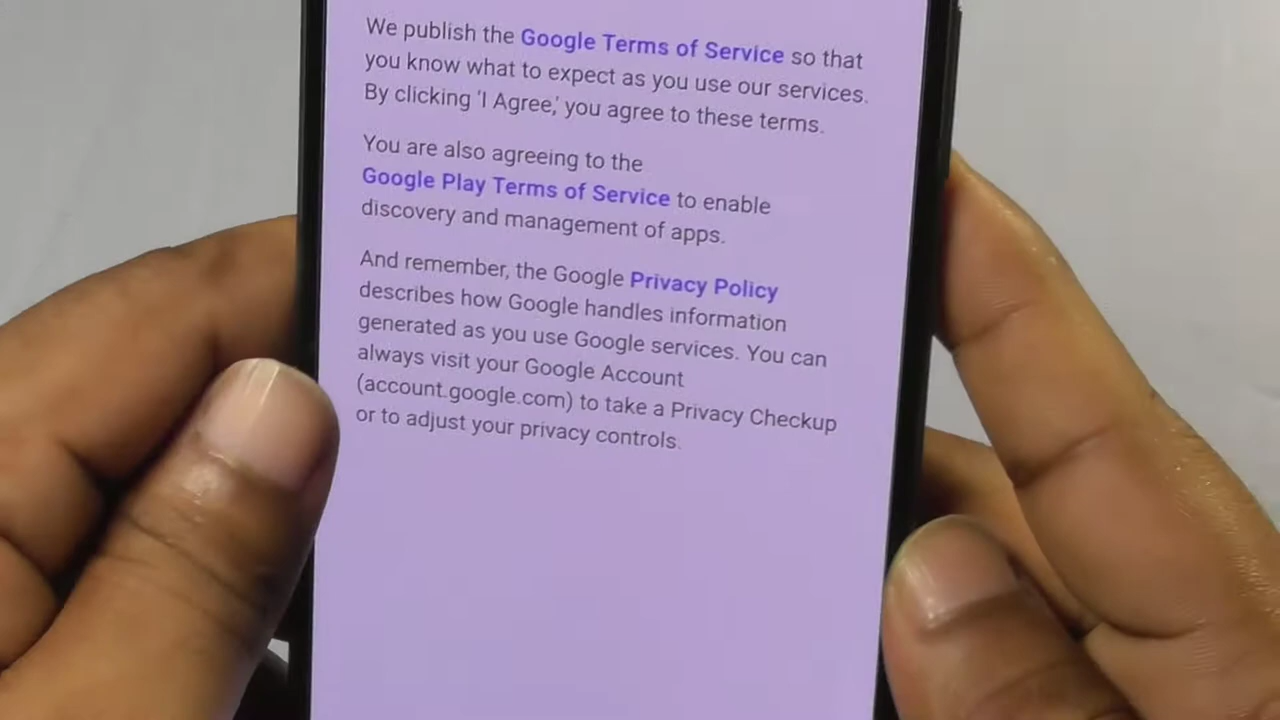 We publish the Google Terms of Service so that
you know what to expect as you use our services.
By clicking 'I Agree,' you agree to these terms.
You are also agreeing to the
Google Play Terms of Service to enable
discovery and management of apps.
And remember, the Google Privacy Policy
describes how Google handles information
generated as you use Google services. You can
always visit your Google Account
(account.google.com) to take a Privacy Checkup
or to adjust your privacy controls.